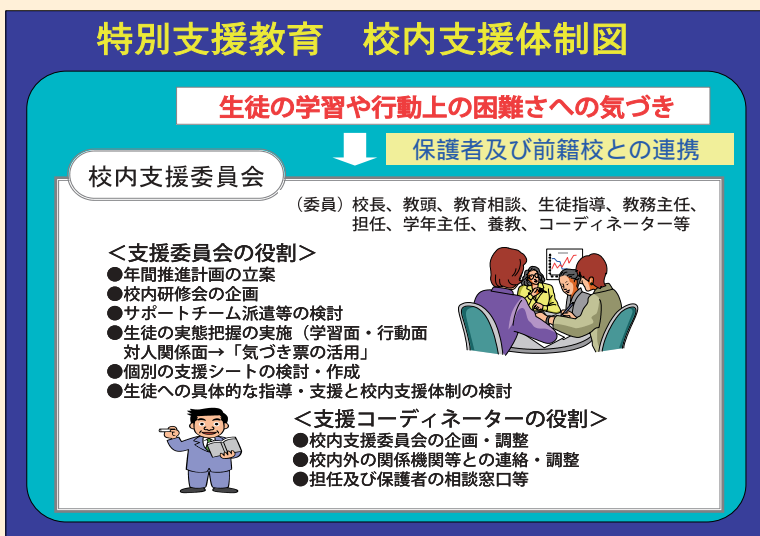 特別支援教育　校内支援体制図
生徒の学習や行動上の困難さへの気づき
保護者及び前籍校との連携
校内支援委員会
（委員）校長、教頭、教育相談、生徒指導、教務主任、
担任、学年主任、養教、コーディネーター等
＜支援委員会の役割＞
●年間推進計画の立案
●校内研修会の企画
●サポートチーム派遣等の検討
●生徒の実態把握の実施（学習面・行動面
対人関係面→「気づき票の活用」
●個別の支援シートの検討・作成
●生徒への具体的な指導・支援と校内支援体制の検討
＜支援コーディネーターの役割＞
●校内支援委員会の企画・調整
●校内外の関係機関等との連絡・調整
●担任及び保護者の相談窓口等